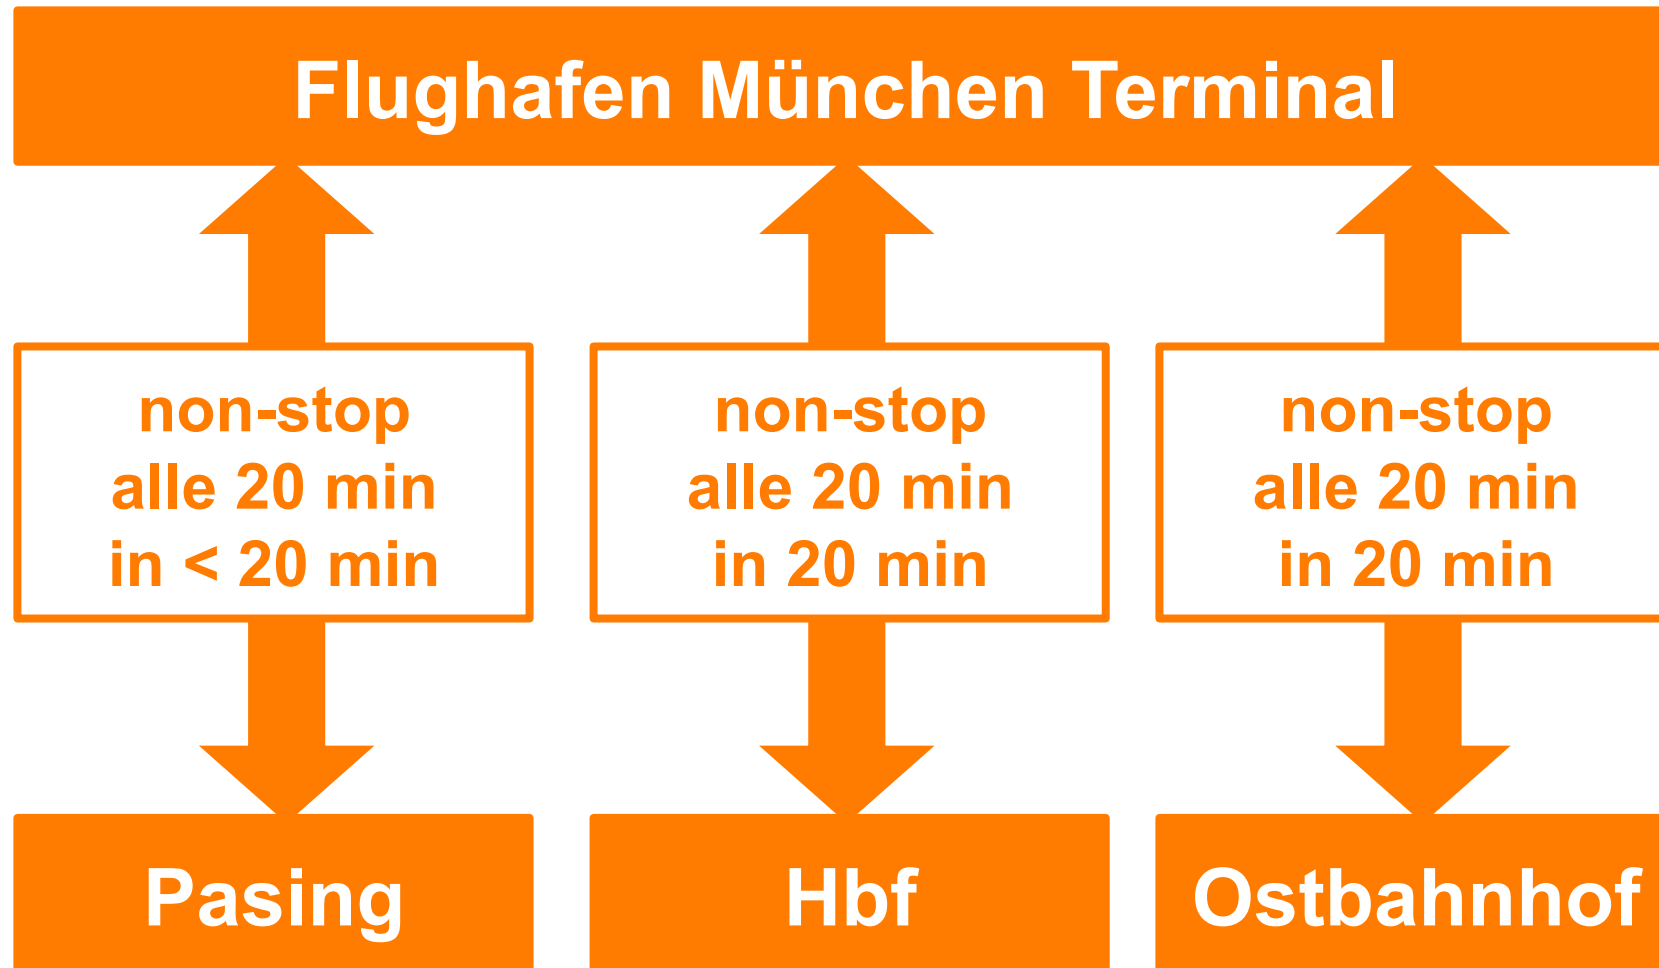 Flughafen München Terminal
non-stop
alle 20 min
in < 20 min
non-stop
alle 20 min
in 20 min
non-stop
alle 20 min
in 20 min
Pasing
Hbf
Ostbahnhof